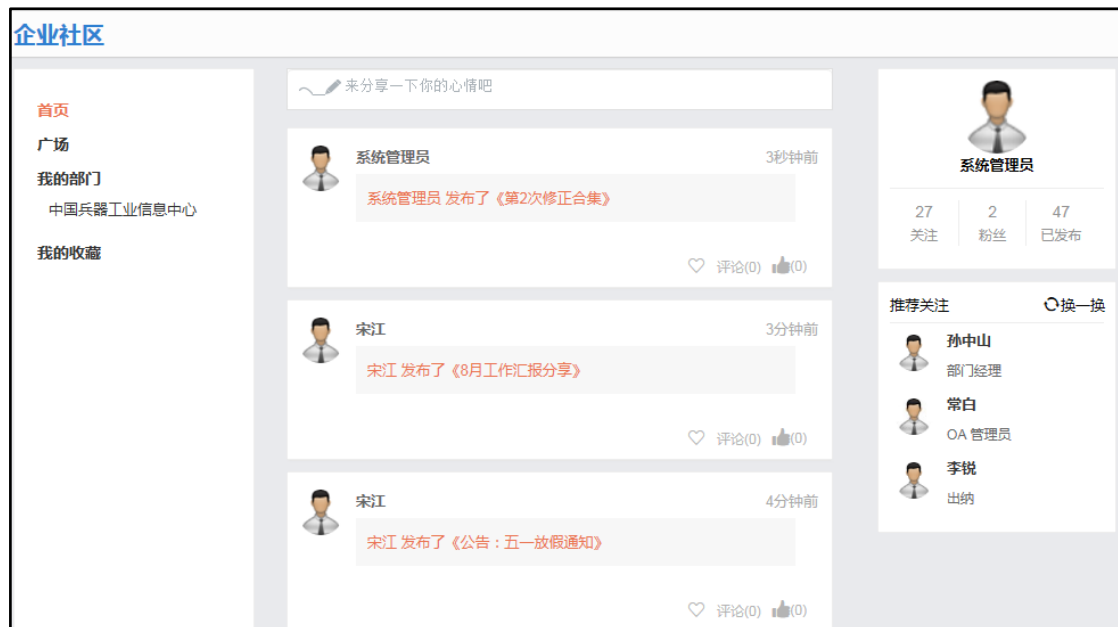 企业社区
首页
广场
我的部门
中国兵器工业信息中心
我的收藏
来分享一下你的心情吧
系统管理员 3秒钟前
系统管理员 发布了《第2次修正合集》
评论(0) (0)
宋江 3分钟前
宋江 发布了《8月工作汇报分享》
评论(0) (0)
宋江 4分钟前
宋江 发布了《公告：五一放假通知》
评论(0) (0)
系统管理员
27 2 47
关注 粉丝 已发布
推荐关注 换一换
孙中山
部门经理
常白
OA 管理员
李锐
出纳